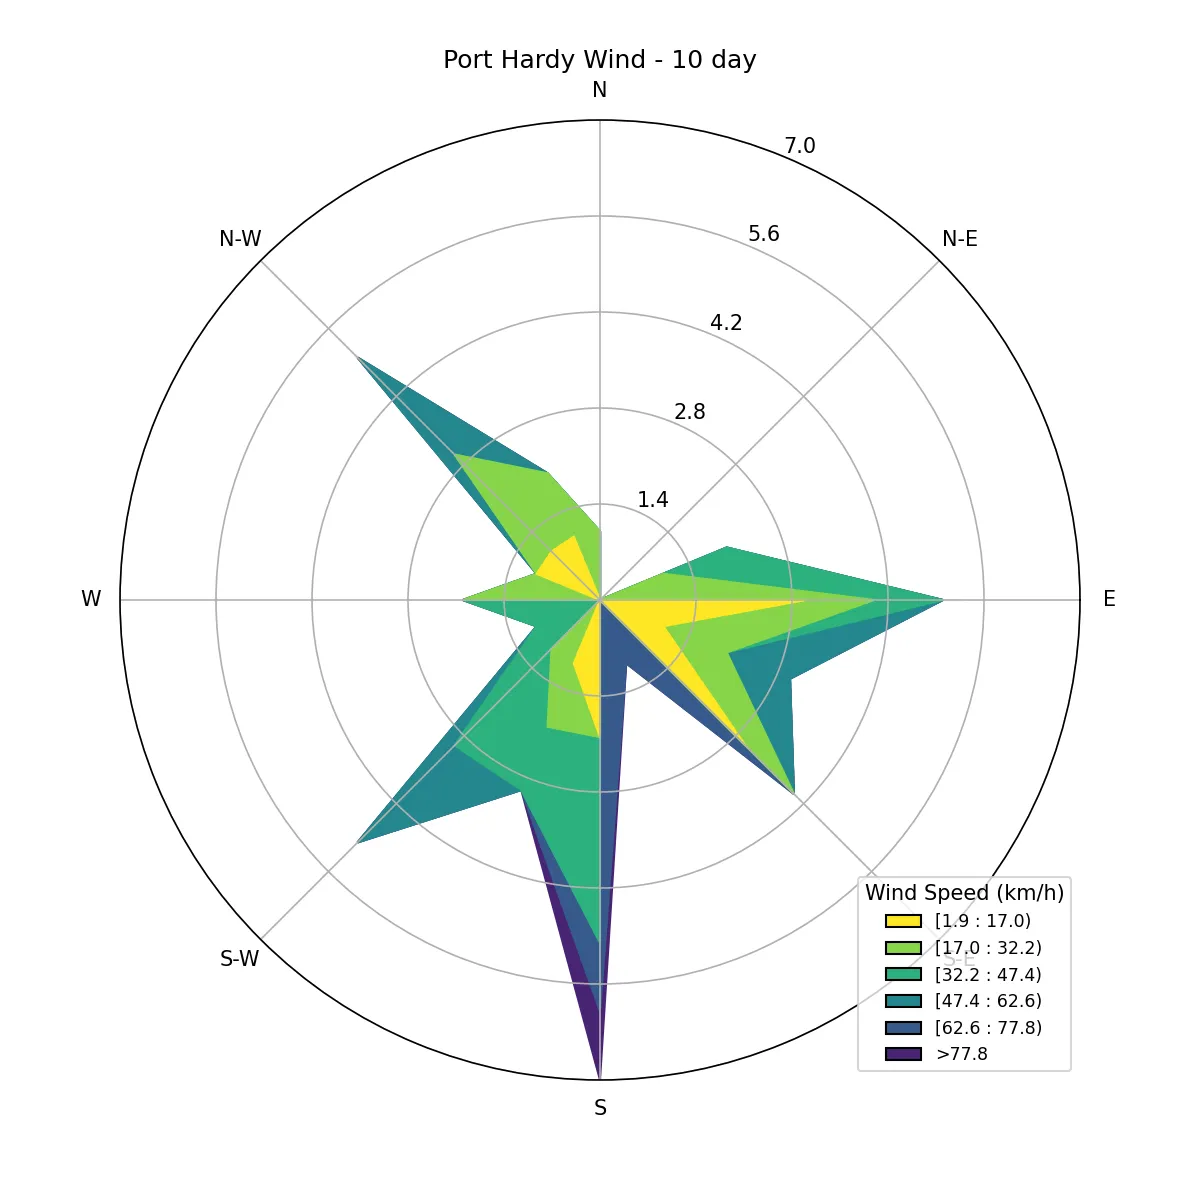 Port Hardy Wind - 10 day
N
7.0
5.6
N-W
N-E
4.2
2.8
1.4
W
E
Wind Speed (km/h)
[1.9 : 17.0)
[17.0 : 32.2)
S-W
S-E
[32.2 : 47.4)
[47.4 : 62.6)
[62.6 : 77.8)
>77.8
S